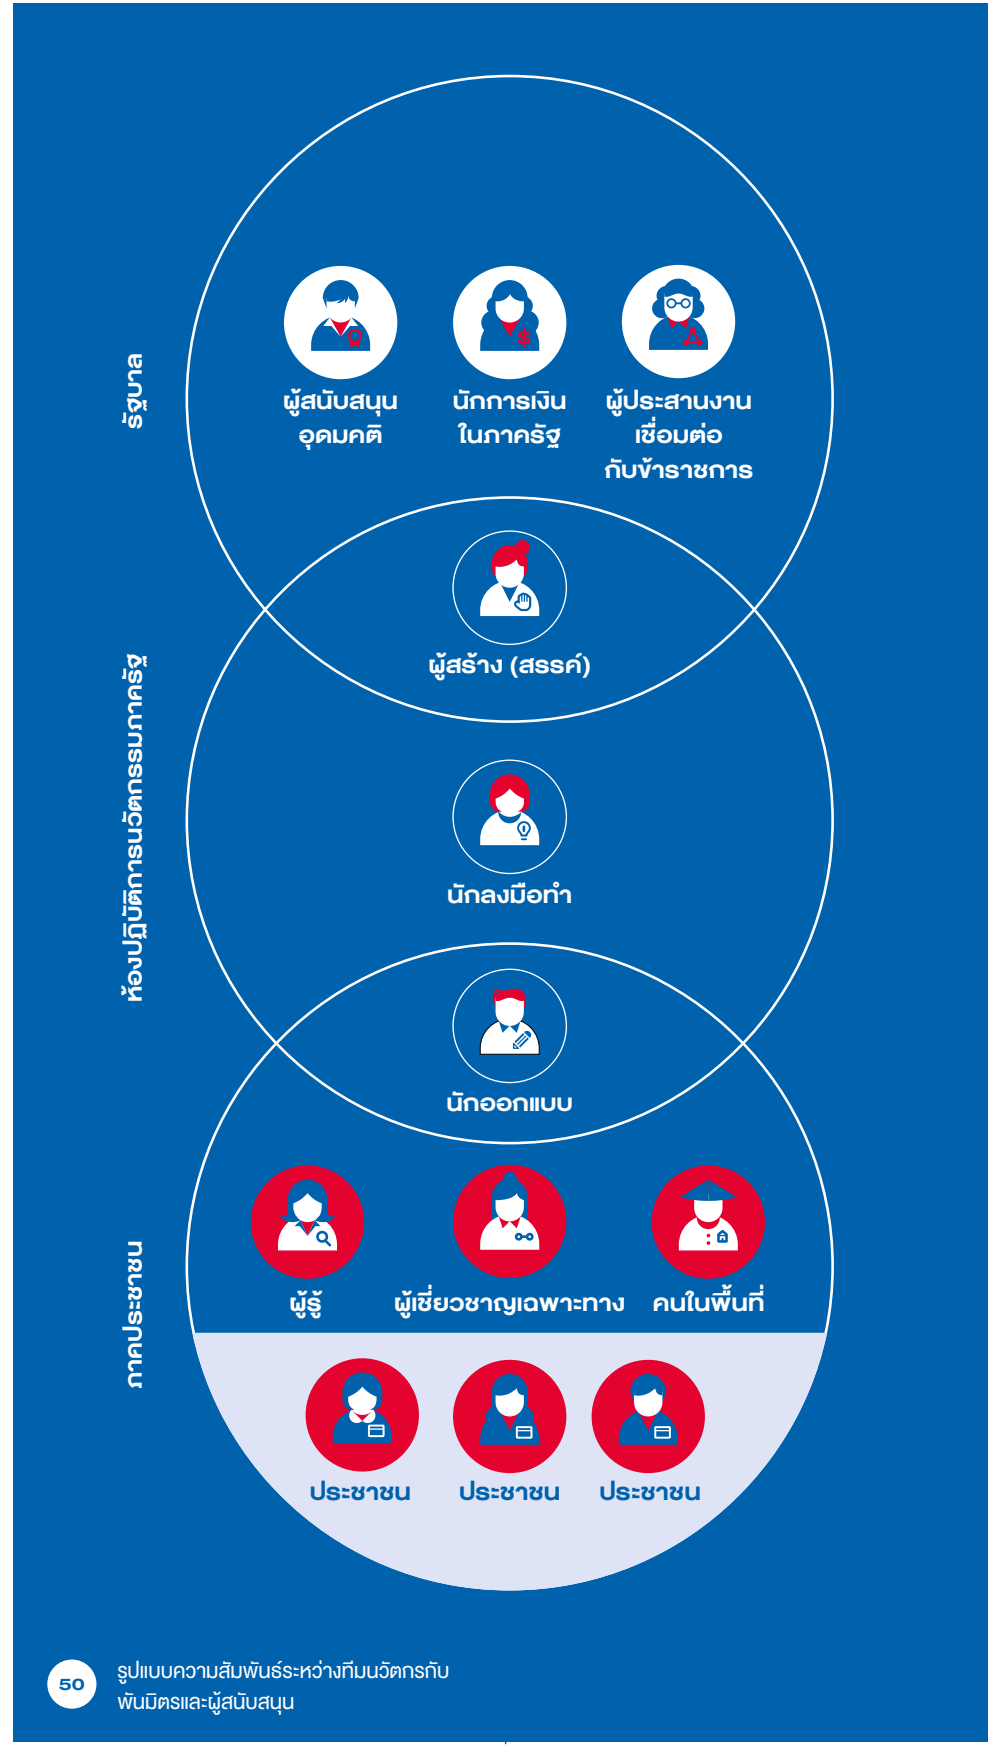 รัฐบาล
ผู้สนับสนุน
อุดมคติ
นักการเงิน
ในภาครัฐ
ผู้ประสานงาน
เชื่อมต่อ
กับข้าราชการ
ผู้สร้าง (สรรค์)
ห้องปฏิบัติการนวัตกรรมภาครัฐ
นักลงมือทำ
นักออกแบบ
ภาคประชาชน
ผู้รู้
ผู้เชี่ยวชาญเฉพาะทาง
คนในพื้นที่
ประชาชน
ประชาชน
ประชาชน
50
รูปแบบความสัมพันธ์ระหว่างทีมนวัตกรกับ
พันมิตรและผู้สนับสนุน